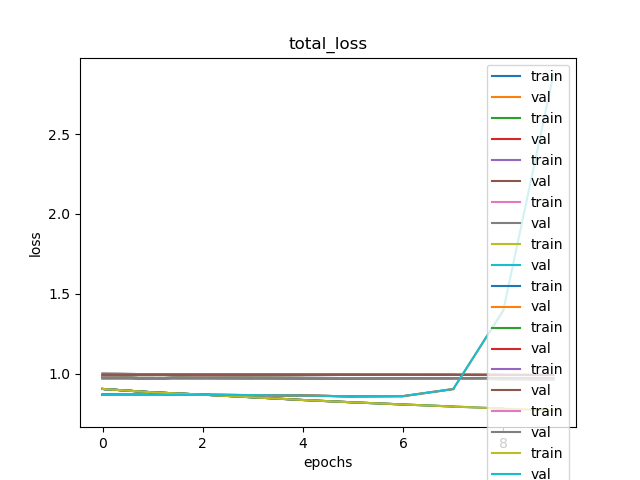 total_loss
loss
2.5
2.0
1.5
1.0
0
2
4
6
8
epochs
train
val
train
val
train
val
train
val
train
val
train
val
train
val
train
val
train
val
train
val